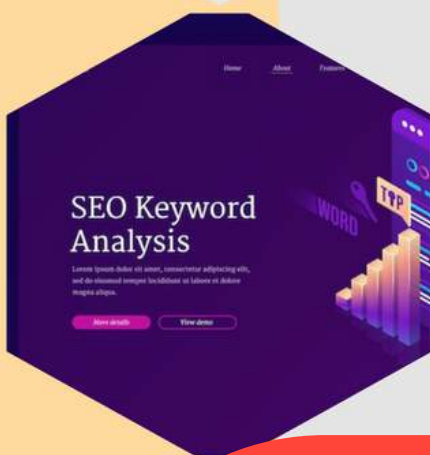 Home About Features
SEO Keyword
Analysis
Lorem ipsum dolor sit amet, consectetur adipiscing elit,
sed do eiusmod tempor incididunt ut labore et dolore
magna aliqua.
More details View demo
WORD
TOP